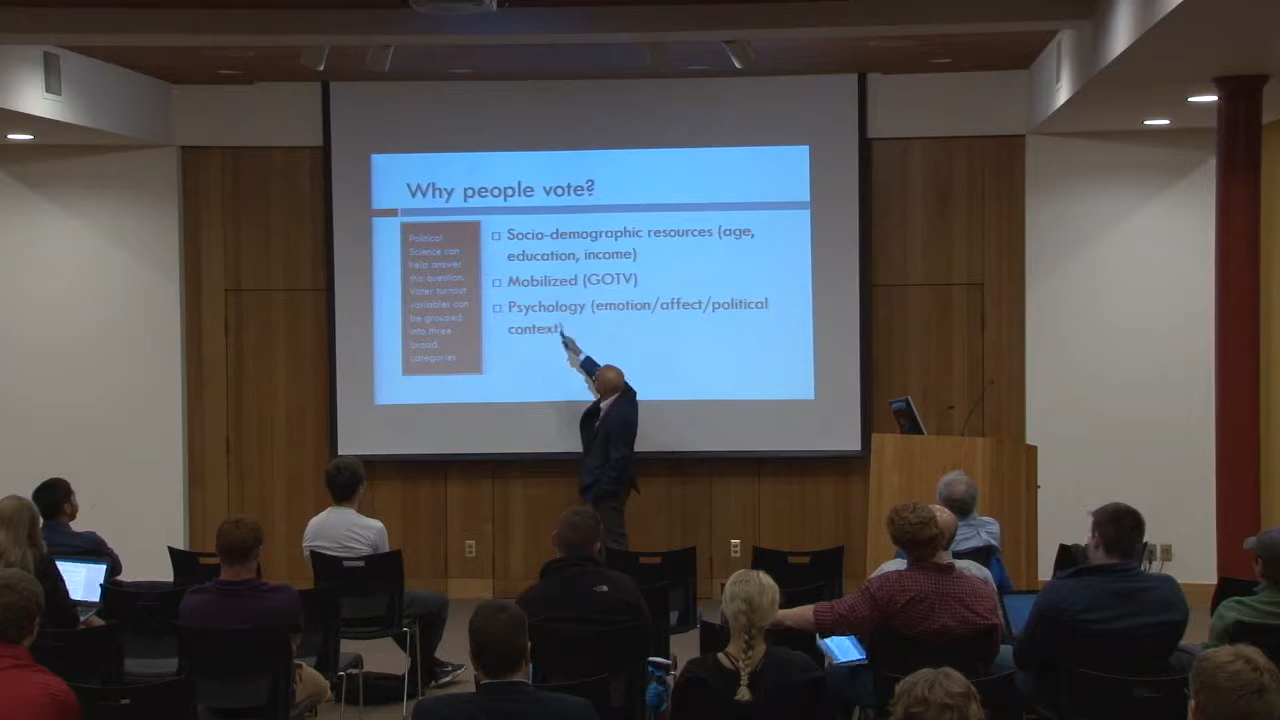 Why people vote?
Political
Science can
help answer
this question.
Voter turnout
variables can
be grouped
into three
broad
categories
□ Socio-demographic resources (age,
education, income)
□ Mobilized (GOTV)
□ Psychology (emotion/affect/political
context)